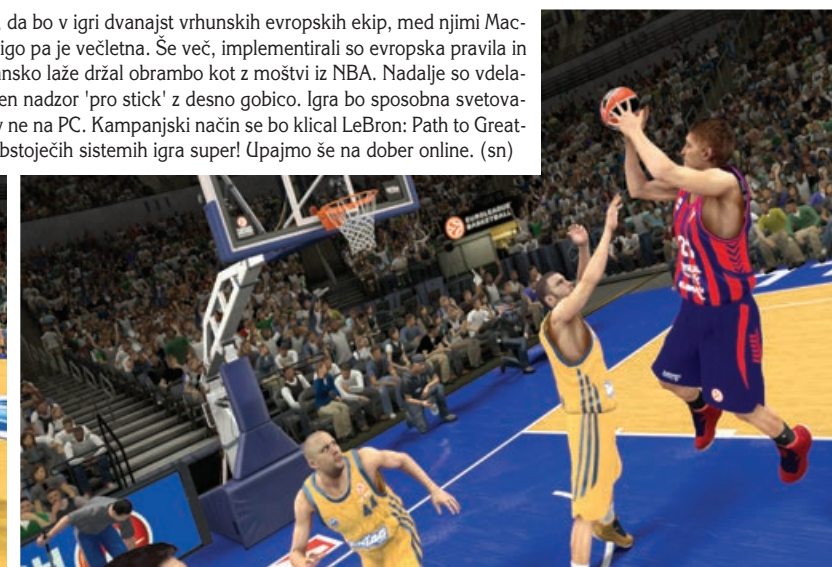 , da bo v igri dvanajst vrhunskih evropskih ekip, med njimi Mac-
igo pa je večletna. Še več, implementirali so evropska pravila in
ansko laže držal obrambo kot z moštvi iz NBA. Nadalje so vdela-
en nadzor 'pro stick' z desno gobico. Igra bo sposobna svetova-
v ne na PC. Kampanjski način se bo klical LeBron: Path to Great-
bstoječih sistemih igra super! Upajmo še na dober online. (sn)
EUROLEAGUE
BASKETBALL